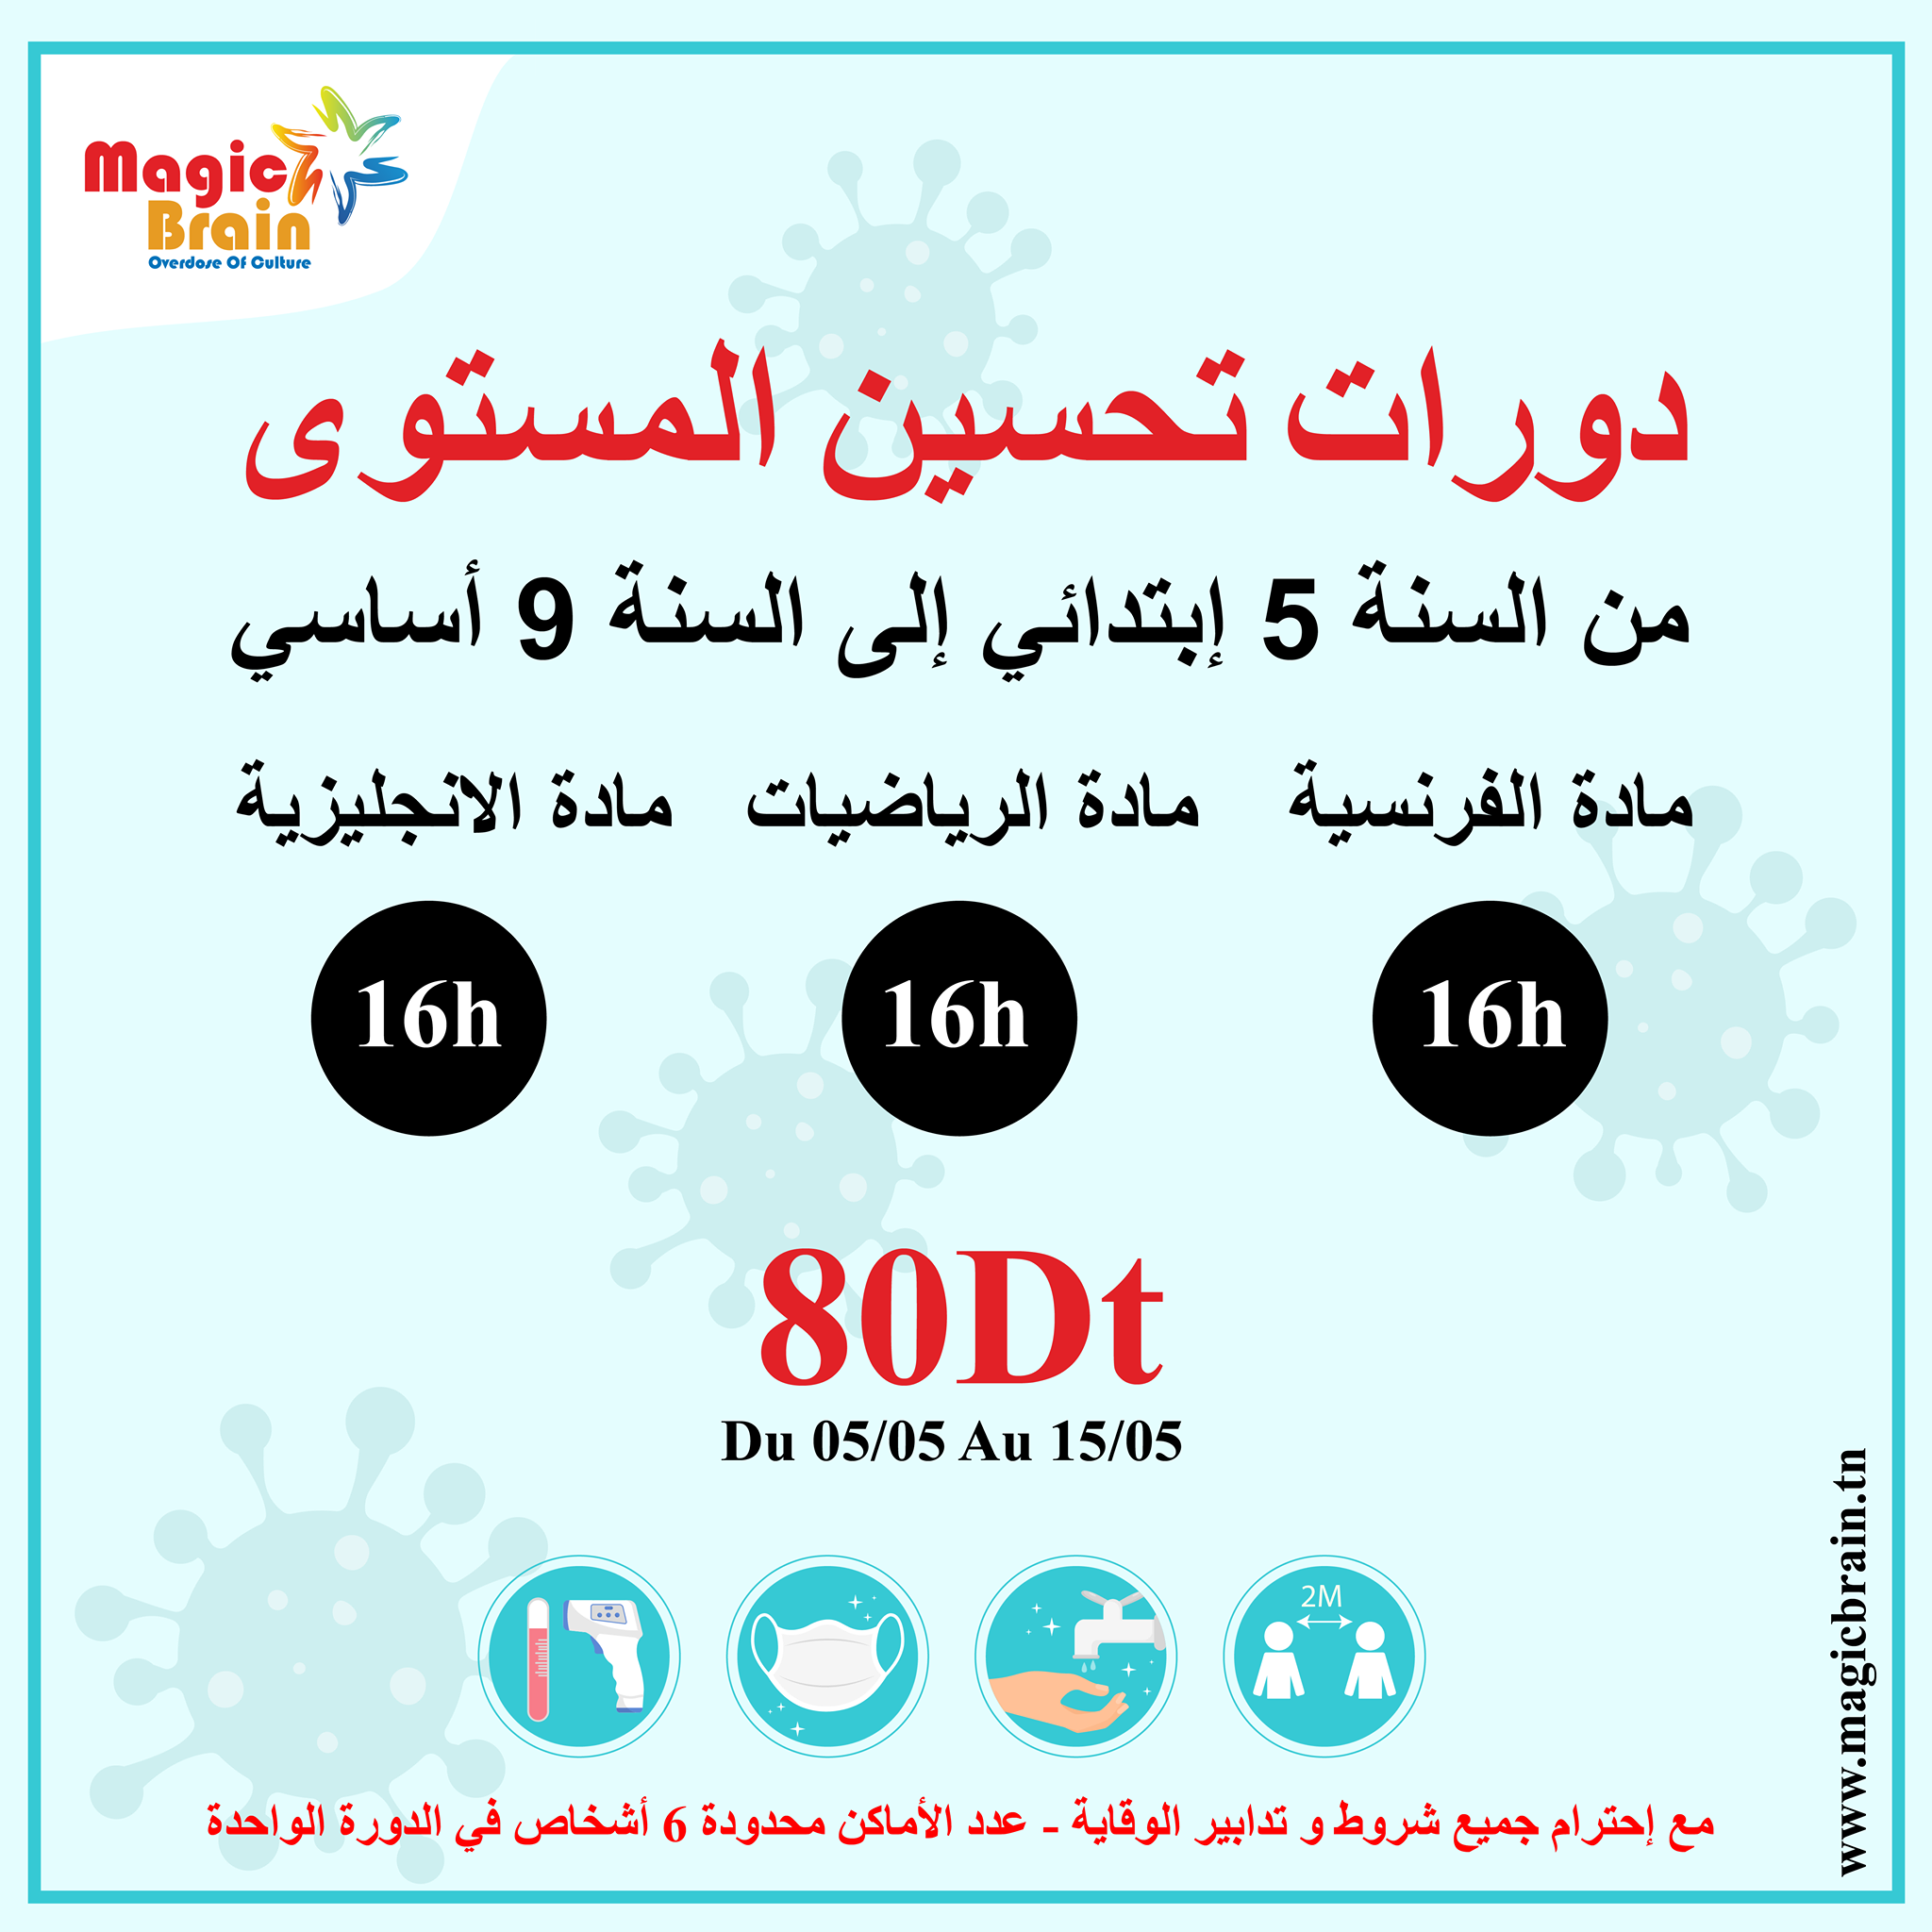 Magic
Brain
Overdose Of Culture
دورات تحسين المستوى
من السنة 5 إبتدائي إلى السنة 9 أساسي
مادة الفرنسية مادة الرياضيات مادة الانجليزية
16h 16h 16h
80Dt
Du 05/05 Au 15/05
2M
مع إحترام جميع شروط و تدابير الوقاية - عدد الأماكن محدودة 6 أشخاص في الدورة الواحدة
www.magicbrain.tn